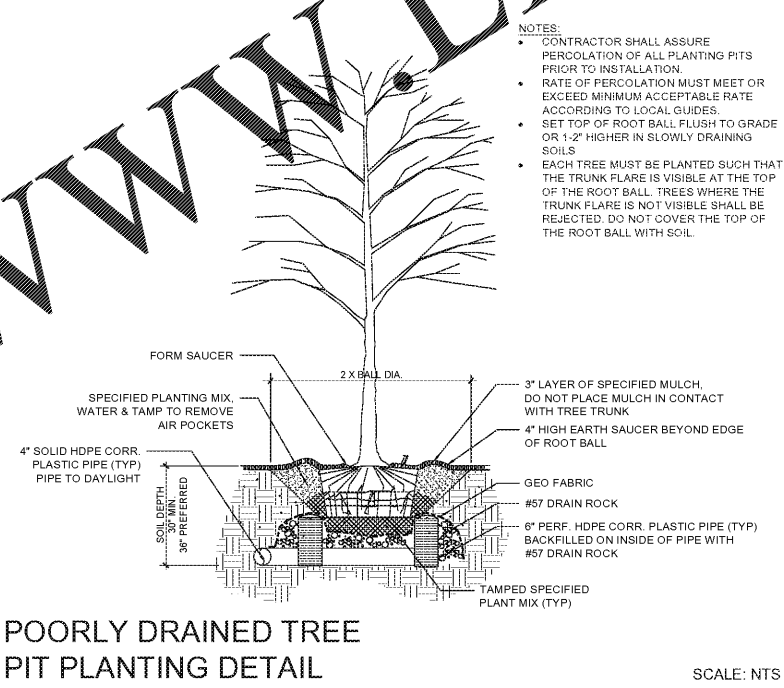 WWW.L
NOTES:
• CONTRACTOR SHALL ASSURE
PERCOLATION OF ALL PLANTING PITS
PRIOR TO INSTALLATION.
• RATE OF PERCOLATION MUST MEET OR
EXCEED MINIMUM ACCEPTABLE RATE
ACCORDING TO LOCAL GUIDES.
• SET TOP OF ROOT BALL FLUSH TO GRADE
OR 1-2" HIGHER IN SLOWLY DRAINING
SOILS
• EACH TREE MUST BE PLANTED SUCH THAT
THE TRUNK FLARE IS VISIBLE AT THE TOP
OF THE ROOT BALL. TREES WHERE THE
TRUNK FLARE IS NOT VISIBLE SHALL BE
REJECTED. DO NOT COVER THE TOP OF
THE ROOT BALL WITH SOIL.
FORM SAUCER
2 X BALL DIA.
SPECIFIED PLANTING MIX,
WATER & TAMP TO REMOVE
AIR POCKETS
4" SOLID HDPE CORR.
PLASTIC PIPE (TYP)
PIPE TO DAYLIGHT
SOIL DEPTH
30" MIN.
36" PREFERRED
3" LAYER OF SPECIFIED MULCH,
DO NOT PLACE MULCH IN CONTACT
WITH TREE TRUNK
4" HIGH EARTH SAUCER BEYOND EDGE
OF ROOT BALL
GEO FABRIC
#57 DRAIN ROCK
6" PERF. HDPE CORR. PLASTIC PIPE (TYP)
BACKFILLED ON INSIDE OF PIPE WITH
#57 DRAIN ROCK
TAMPED SPECIFIED
PLANT MIX (TYP)
POORLY DRAINED TREE
PIT PLANTING DETAIL
SCALE: NTS